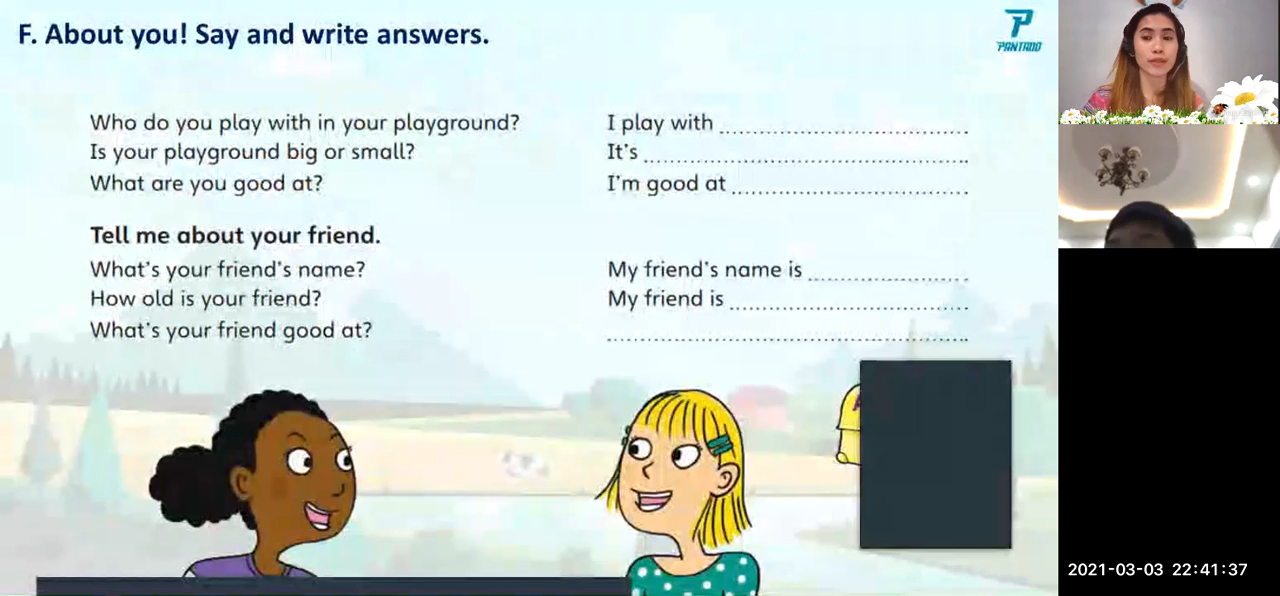 F. About you! Say and write answers.
PANTADO
Who do you play with in your playground?
I play with
Is your playground big or small?
It's
What are you good at?
I'm good at
Tell me about your friend.
What's your friend's name?
My friend's name is
How old is your friend?
My friend is
What's your friend good at?
2021-03-03 22:41:37